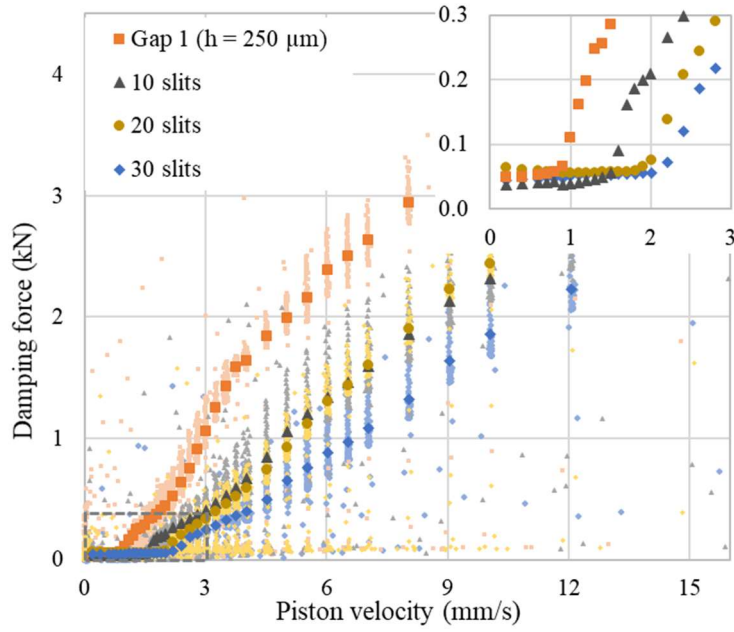 Gap 1 (h = 250 µm)
10 slits
20 slits
30 slits
0.3
0.2
0.1
0.0
0 1 2 3
4
3
2
1
0
0 3 6 9 12 15
Damping force (kN)
Piston velocity (mm/s)